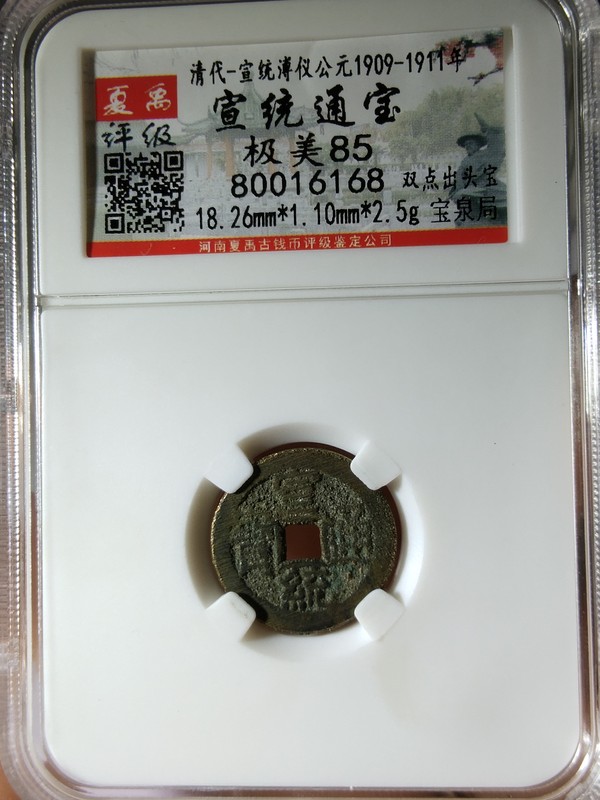 清代-宣统溥仪公元1909-1911年
夏禹
评级
宣统通宝
极美85
80016168 双点出头宝
18.26mm*1.10mm*2.5g 宝泉局
河南夏禹古钱币评级鉴定公司
宣統